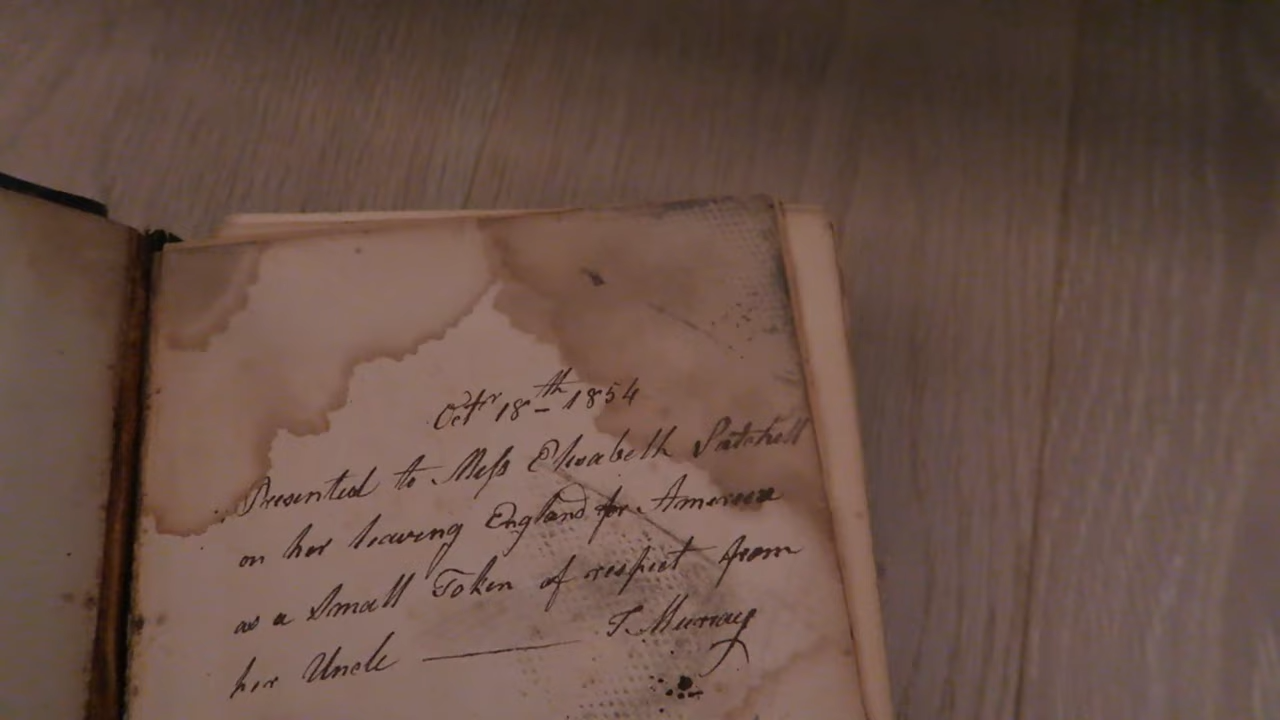 Octr 18th 1854
Presented to Miss Elisabeth Satchell
on her leaving England for America
as a Small Token of respect from
her Uncle — T. Murray